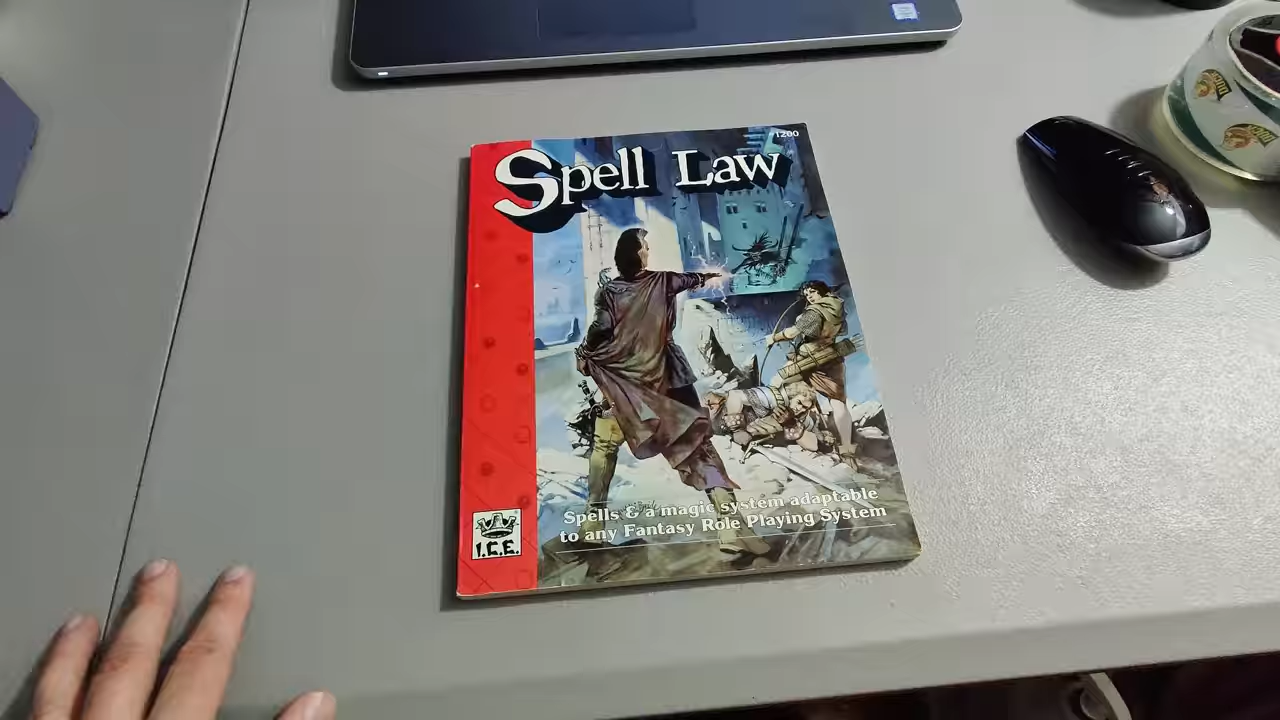 1200
Spell Law
Spells & a magic system adaptable
to any Fantasy Role Playing System
I.C.E.